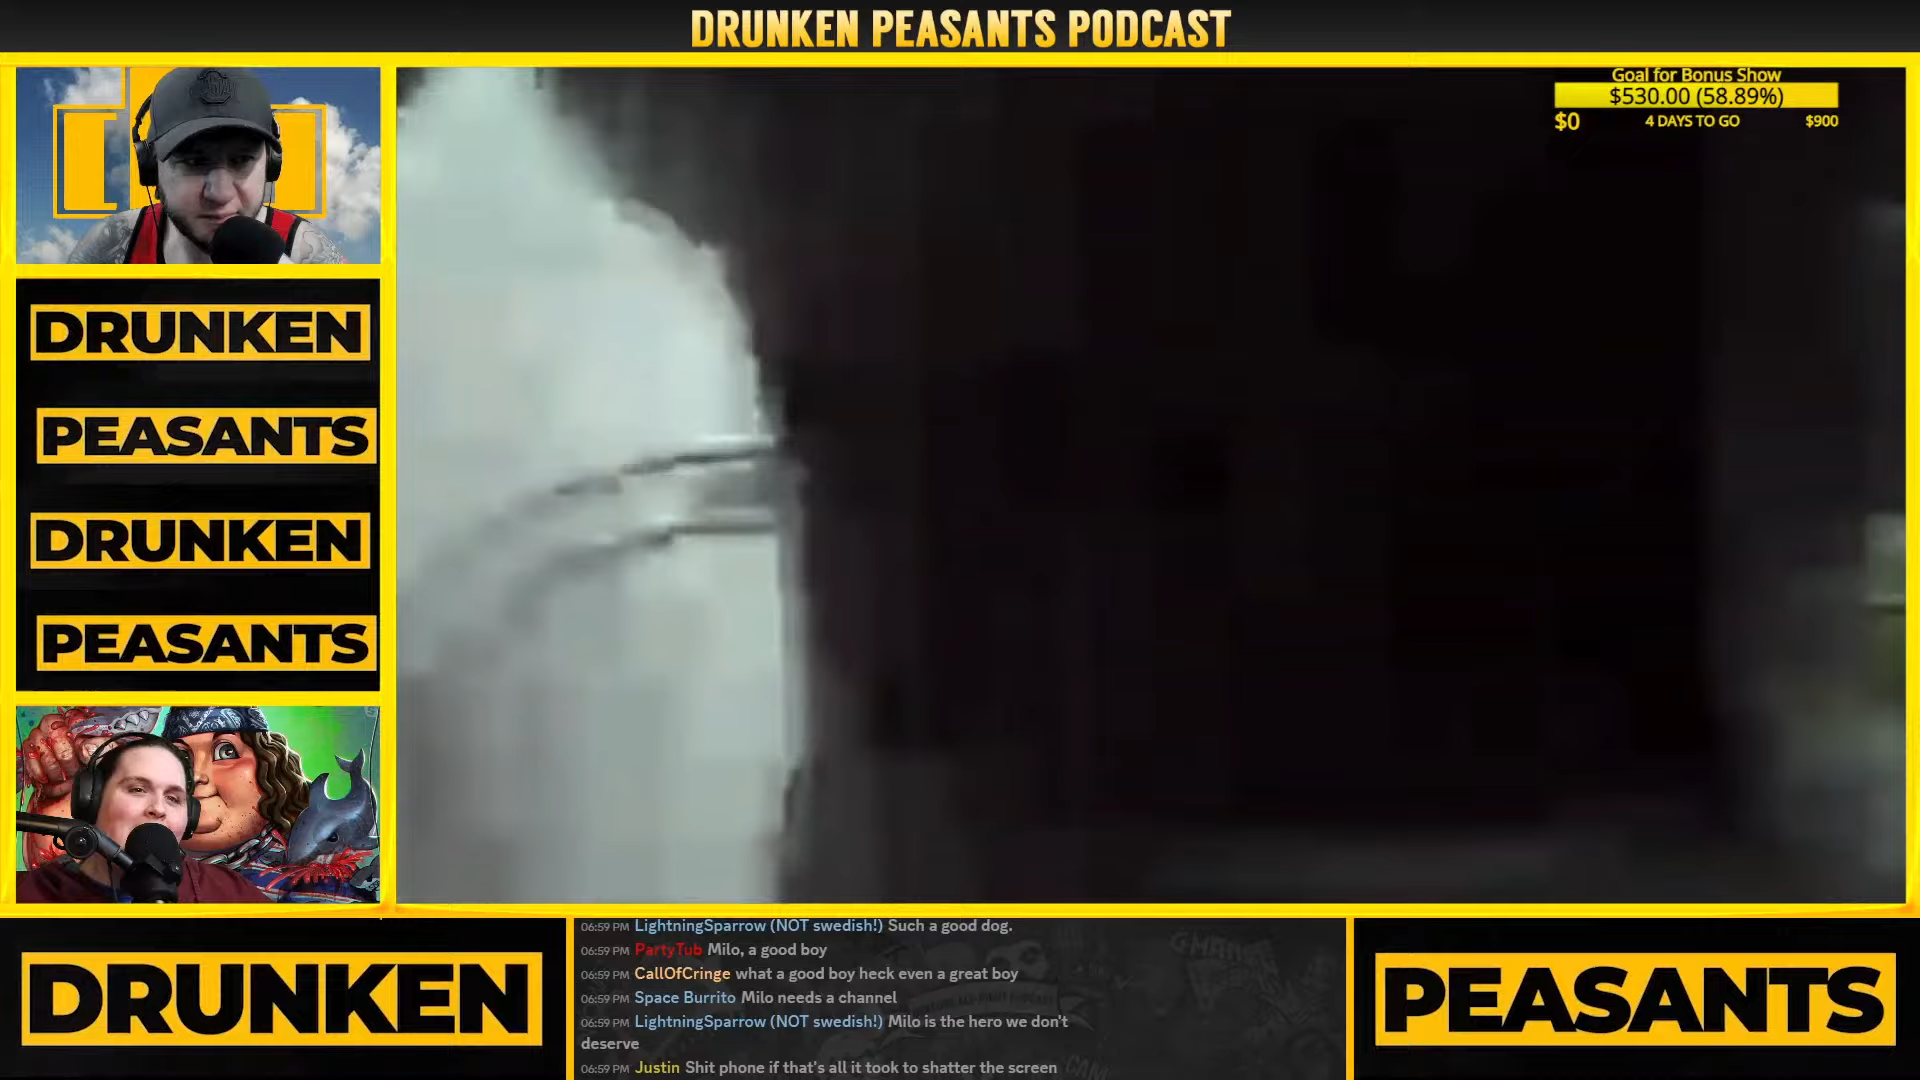 DRUNKEN PEASANTS PODCAST
Goal for Bonus Show
$530.00 (58.89%)
$0 4 DAYS TO GO $900
DRUNKEN
PEASANTS
DRUNKEN
PEASANTS
06:59 PM LightningSparrow (NOT swedish!) Such a good dog.
06:59 PM PartyTub Milo, a good boy
06:59 PM CallOfCringe what a good boy heck even a great boy
06:59 PM Space Burrito Milo needs a channel
06:59 PM LightningSparrow (NOT swedish!) Milo is the hero we don't
deserve
06:59 PM Justin Shit phone if that's all it took to shatter the screen
DRUNKEN
PEASANTS